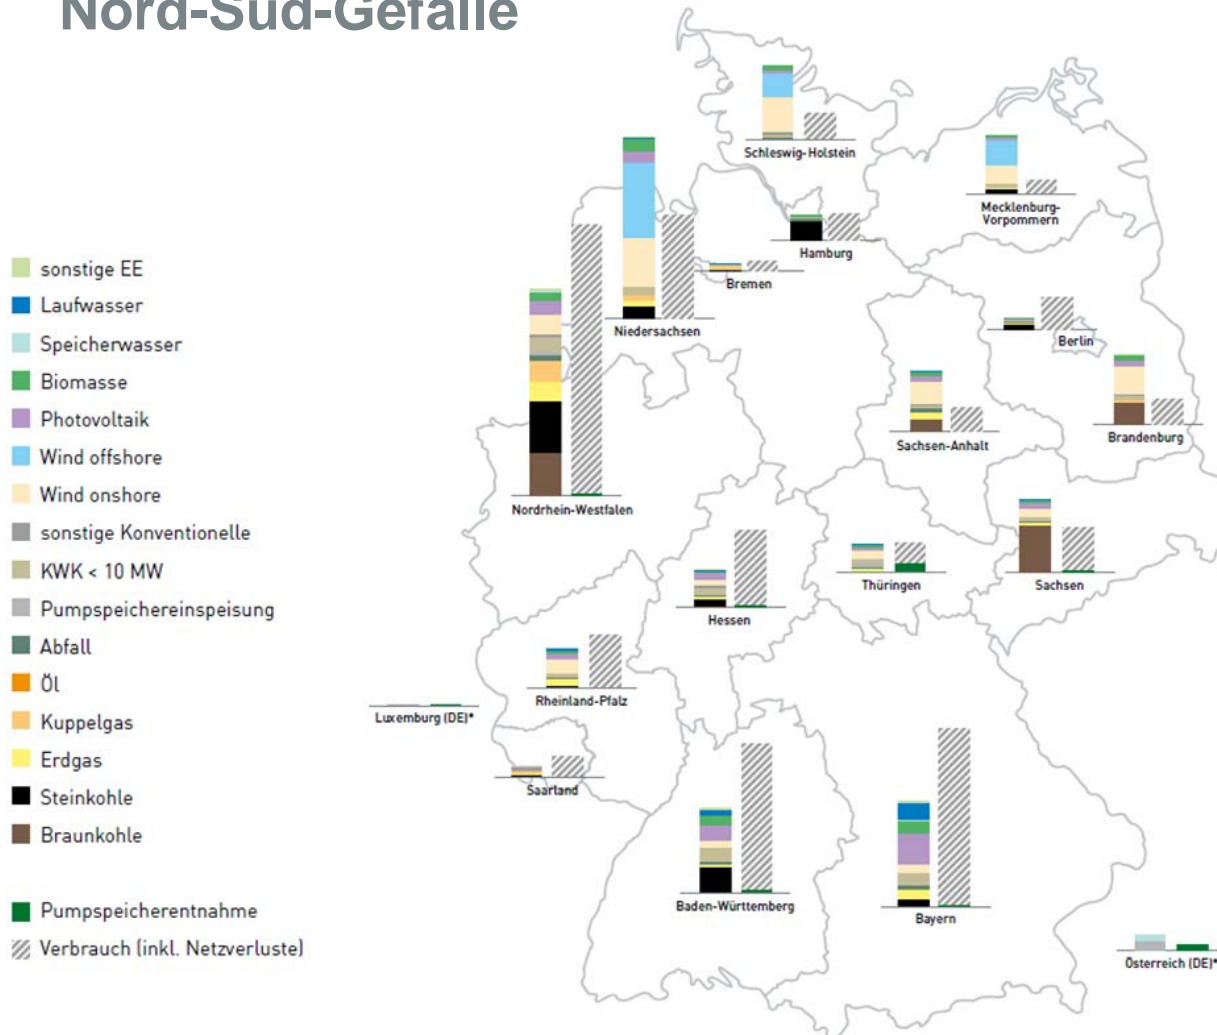 Nord-Süd-Gefälle
Schleswig-Holstein
Mecklenburg-
Vorpommern
Hamburg
Bremen
Niedersachsen
Berlin
Brandenburg
Sachsen-Anhalt
Nordrhein-Westfalen
Thüringen
Sachsen
Hessen
Rheinland-Pfalz
Luxemburg (DE)*
Saarland
Baden-Württemberg
Bayern
Österreich (DE)*
sonstige EE
Laufwasser
Speicherwasser
Biomasse
Photovoltaik
Wind offshore
Wind onshore
sonstige Konventionelle
KWK < 10 MW
Pumpspeichereinspeisung
Abfall
Öl
Kuppelgas
Erdgas
Steinkohle
Braunkohle
Pumpspeicherentnahme
Verbrauch (inkl. Netzverluste)